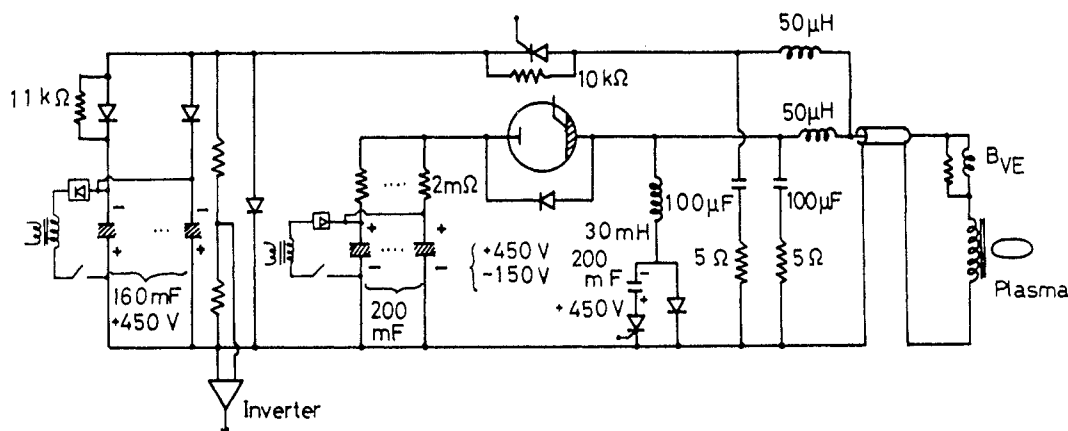 50μH
10kΩ
11kΩ
50μH
BVE
2mΩ
100μF
100μF
30mH
200
mF
+450V
5Ω
5Ω
+450V
-150V
160mF
+450V
200
mF
Plasma
Inverter
- + - +
+ - + -
- +